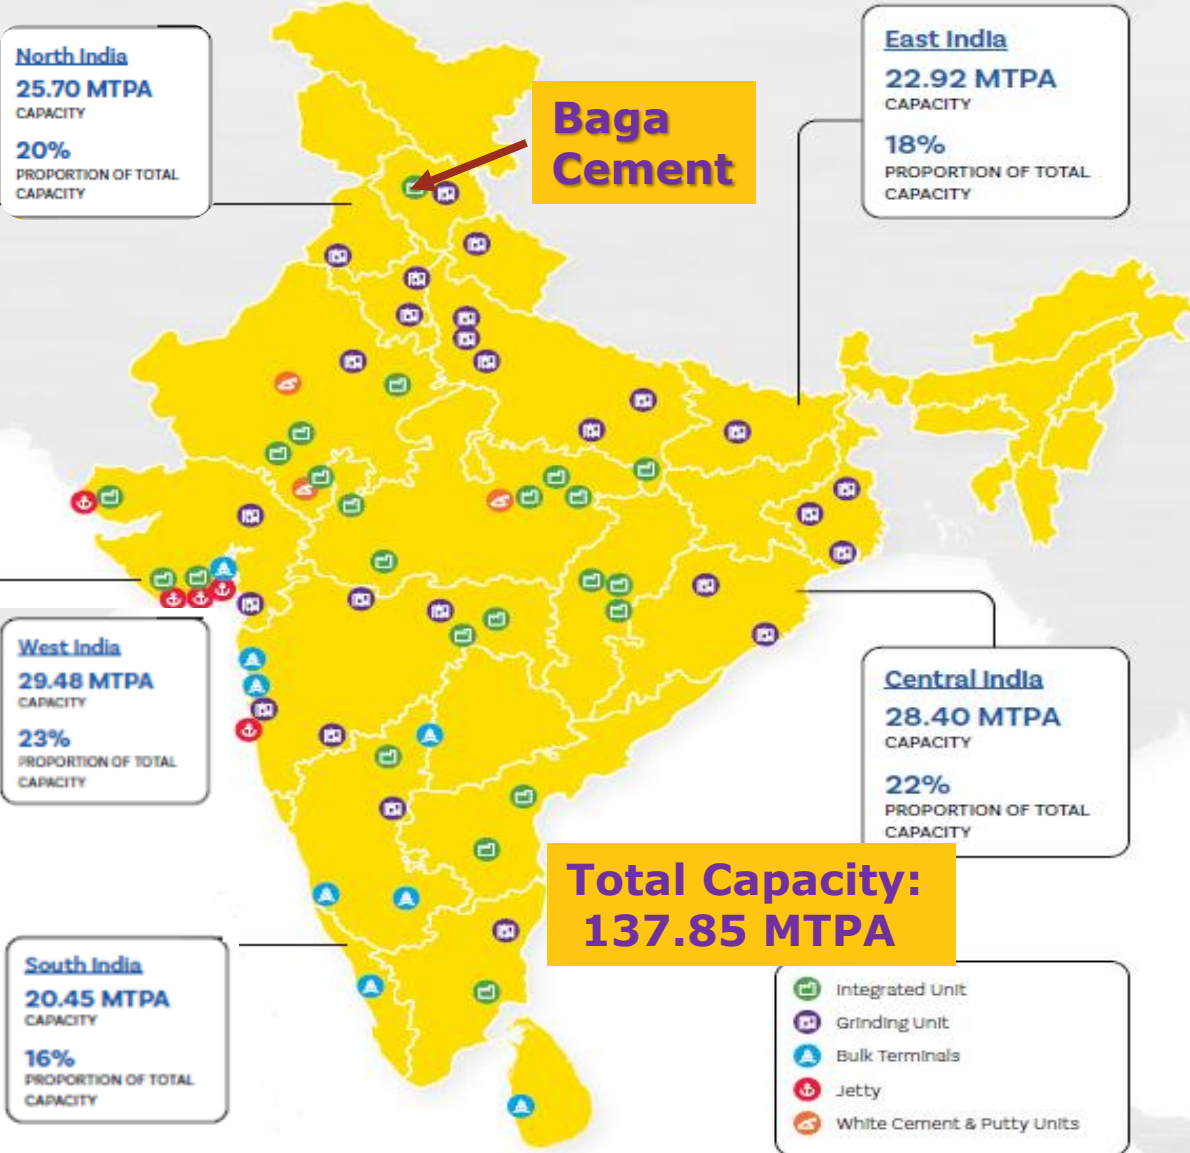 North India
25.70 MTPA
CAPACITY
20%
PROPORTION OF TOTAL
CAPACITY
Baga
Cement
East India
22.92 MTPA
CAPACITY
18%
PROPORTION OF TOTAL
CAPACITY
West India
29.48 MTPA
CAPACITY
23%
PROPORTION OF TOTAL
CAPACITY
Central India
28.40 MTPA
CAPACITY
22%
PROPORTION OF TOTAL
CAPACITY
Total Capacity:
137.85 MTPA
South India
20.45 MTPA
CAPACITY
16%
PROPORTION OF TOTAL
CAPACITY
Integrated Unit
Grinding Unit
Bulk Terminals
Jetty
White Cement & Putty Units